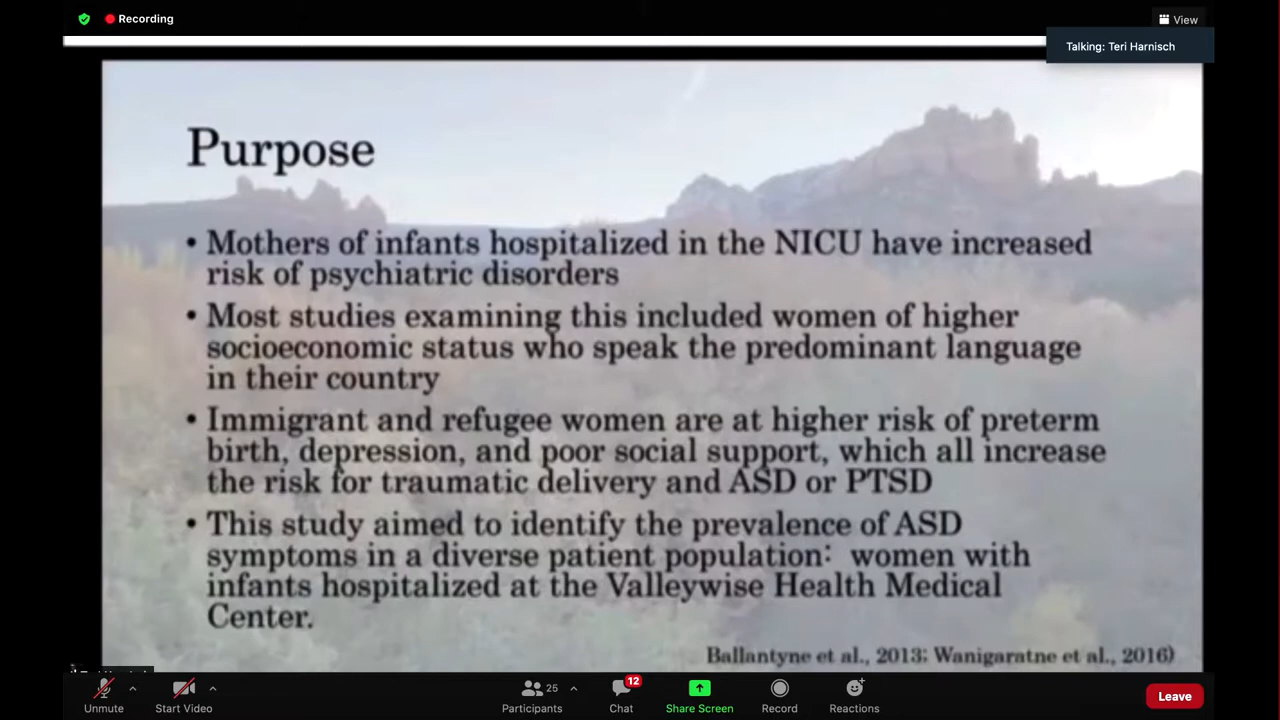 Recording
View
Talking: Teri Harnisch
Purpose
• Mothers of infants hospitalized in the NICU have increased
risk of psychiatric disorders
• Most studies examining this included women of higher
socioeconomic status who speak the predominant language
in their country
• Immigrant and refugee women are at higher risk of preterm
birth, depression, and poor social support, which all increase
the risk for traumatic delivery and ASD or PTSD
• This study aimed to identify the prevalence of ASD
symptoms in a diverse patient population: women with
infants hospitalized at the Valleywise Health Medical
Center.
Ballantyne et al., 2013; Wanigaratne et al., 2016)
25
12
Unmute
Start Video
Participants
Chat
Share Screen
Record
Reactions
Leave